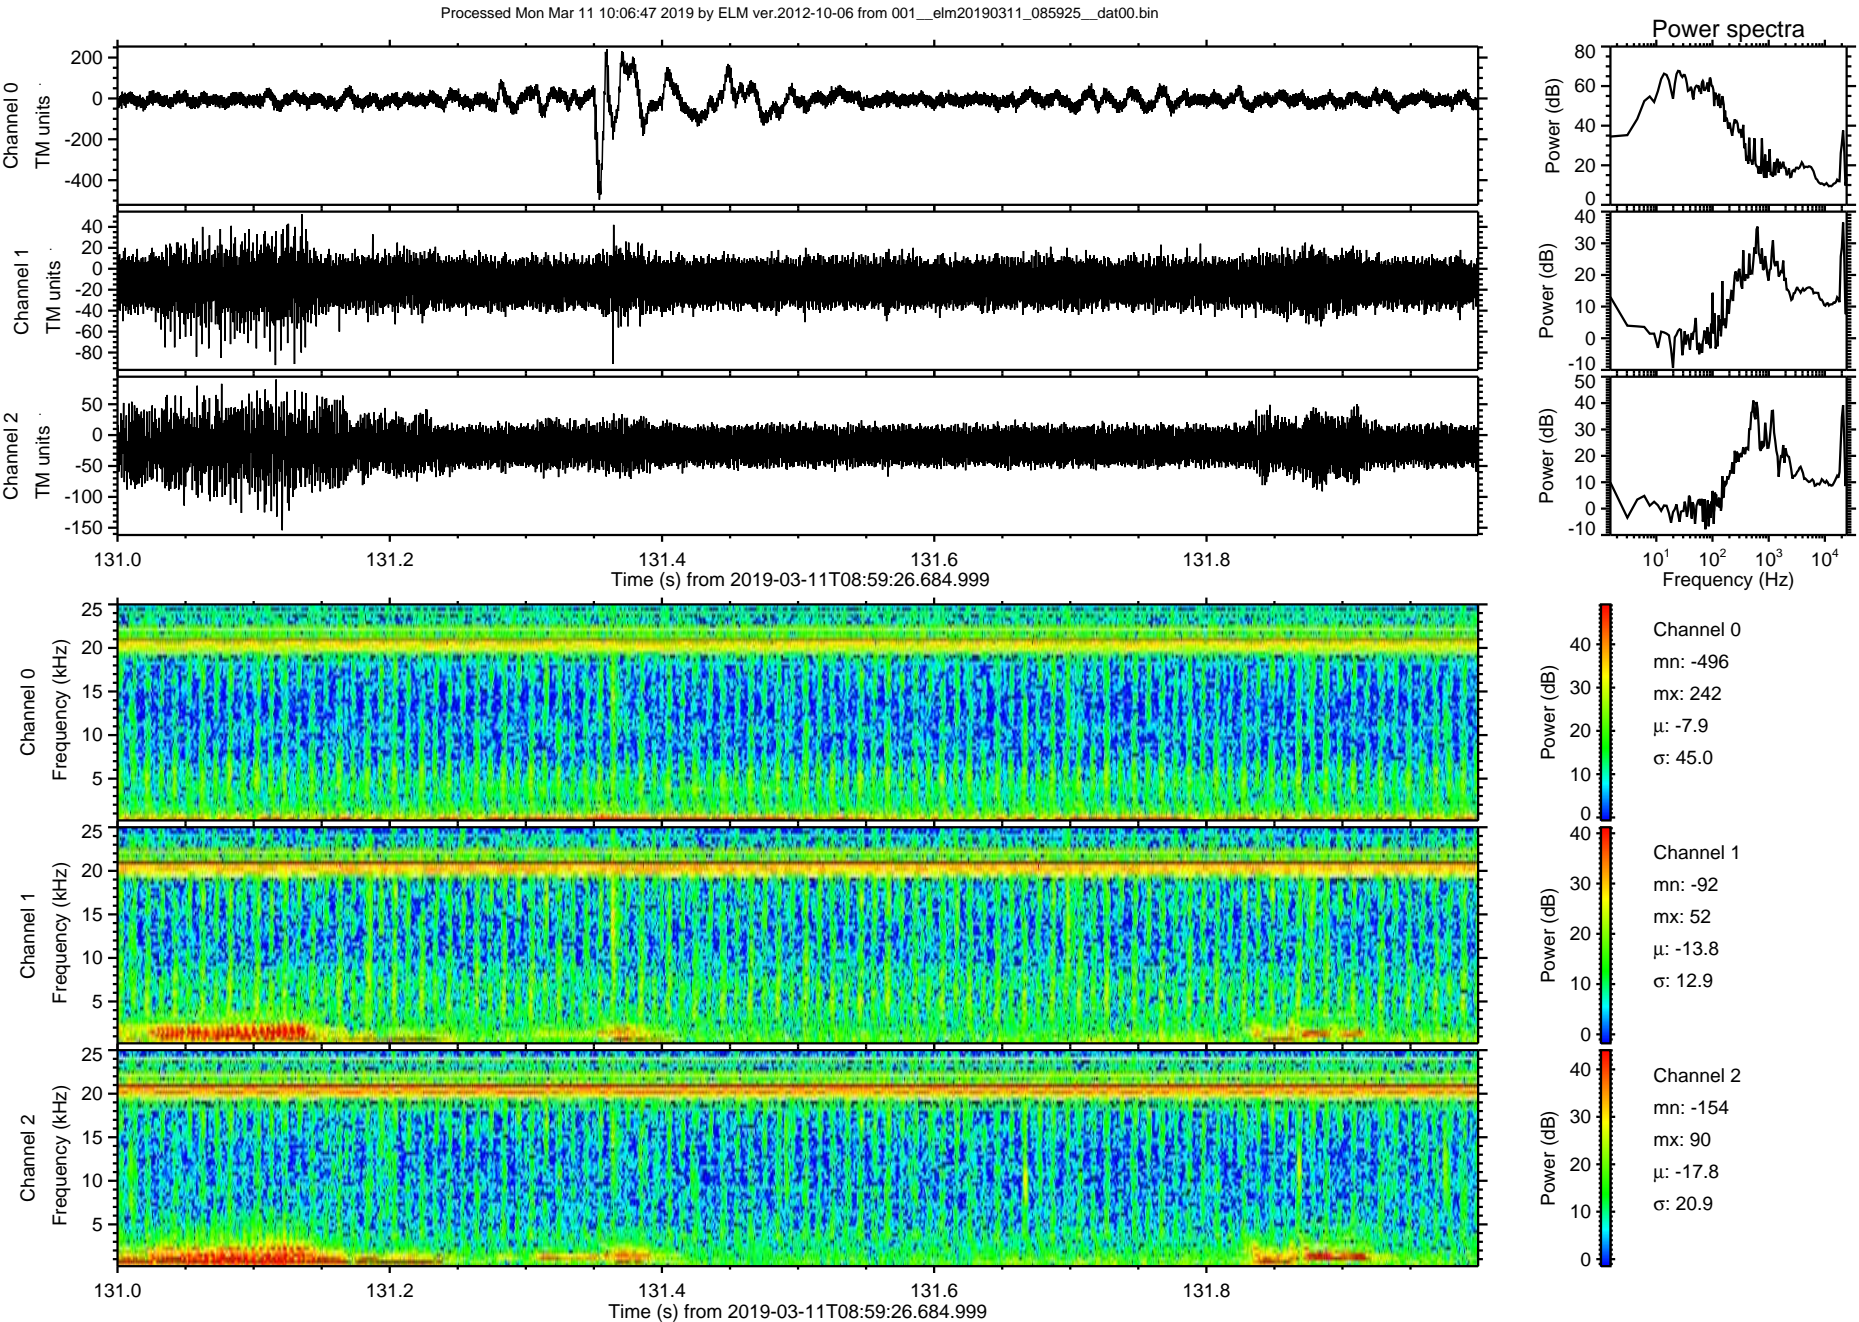 Processed Mon Mar 11 10:06:47 2019 by ELM ver.2012-10-06 from 001__elm20190311_085925__dat00.bin
Power spectra
Channel 0
TM units
200
0
-200
-400
Power (dB)
80
60
40
20
0
Channel 1
TM units
40
20
0
-20
-40
-60
-80
Power (dB)
40
30
20
10
0
-10
Channel 2
TM units
50
0
-50
-100
-150
Power (dB)
50
40
30
20
10
0
-10
131.0 131.2 131.4 131.6 131.8
Time (s) from 2019-03-11T08:59:26.684.999
10^1 10^2 10^3 10^4
Frequency (Hz)
Channel 0
Frequency (kHz)
25
20
15
10
5
Power (dB)
40
30
20
10
0
Channel 0
mn: -496
mx: 242
µ: -7.9
σ: 45.0
Channel 1
Frequency (kHz)
25
20
15
10
5
Power (dB)
40
30
20
10
0
Channel 1
mn: -92
mx: 52
µ: -13.8
σ: 12.9
Channel 2
Frequency (kHz)
25
20
15
10
5
Power (dB)
40
30
20
10
0
Channel 2
mn: -154
mx: 90
µ: -17.8
σ: 20.9
131.0 131.2 131.4 131.6 131.8
Time (s) from 2019-03-11T08:59:26.684.999